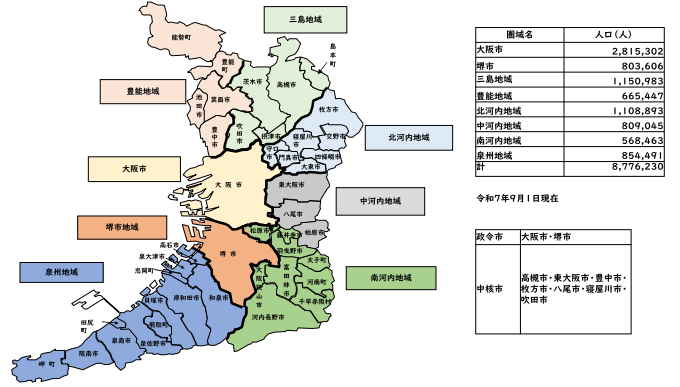 三島地域
能勢町
島本町
豊能町
茨木市
高槻市
豊能地域
池田市
箕面市
枚方市
豊中市
吹田市
摂津市
寝屋川市
交野市
北河内地域
守口市
門真市
四條畷市
大東市
大阪市
大阪市
東大阪市
中河内地域
八尾市
堺市地域
松原市
柏原市
藤井寺市
高石市
羽曳野市
泉大津市
堺市
太子町
忠岡町
泉州地域
大阪狭山市
富田林市
河南町
南河内地域
貝塚市
岸和田市
和泉市
千早赤阪村
田尻町
熊取町
河内長野市
泉南市
泉佐野市
阪南市
岬町
圏域名 人口(人)
大阪市 2,815,302
堺市 803,606
三島地域 1,150,983
豊能地域 665,447
北河内地域 1,108,893
中河内地域 809,045
南河内地域 568,463
泉州地域 854,491
計 8,776,230
令和7年9月1日現在
政令市 大阪市・堺市
中核市 高槻市・東大阪市・豊中市・
枚方市・八尾市・寝屋川市・
吹田市